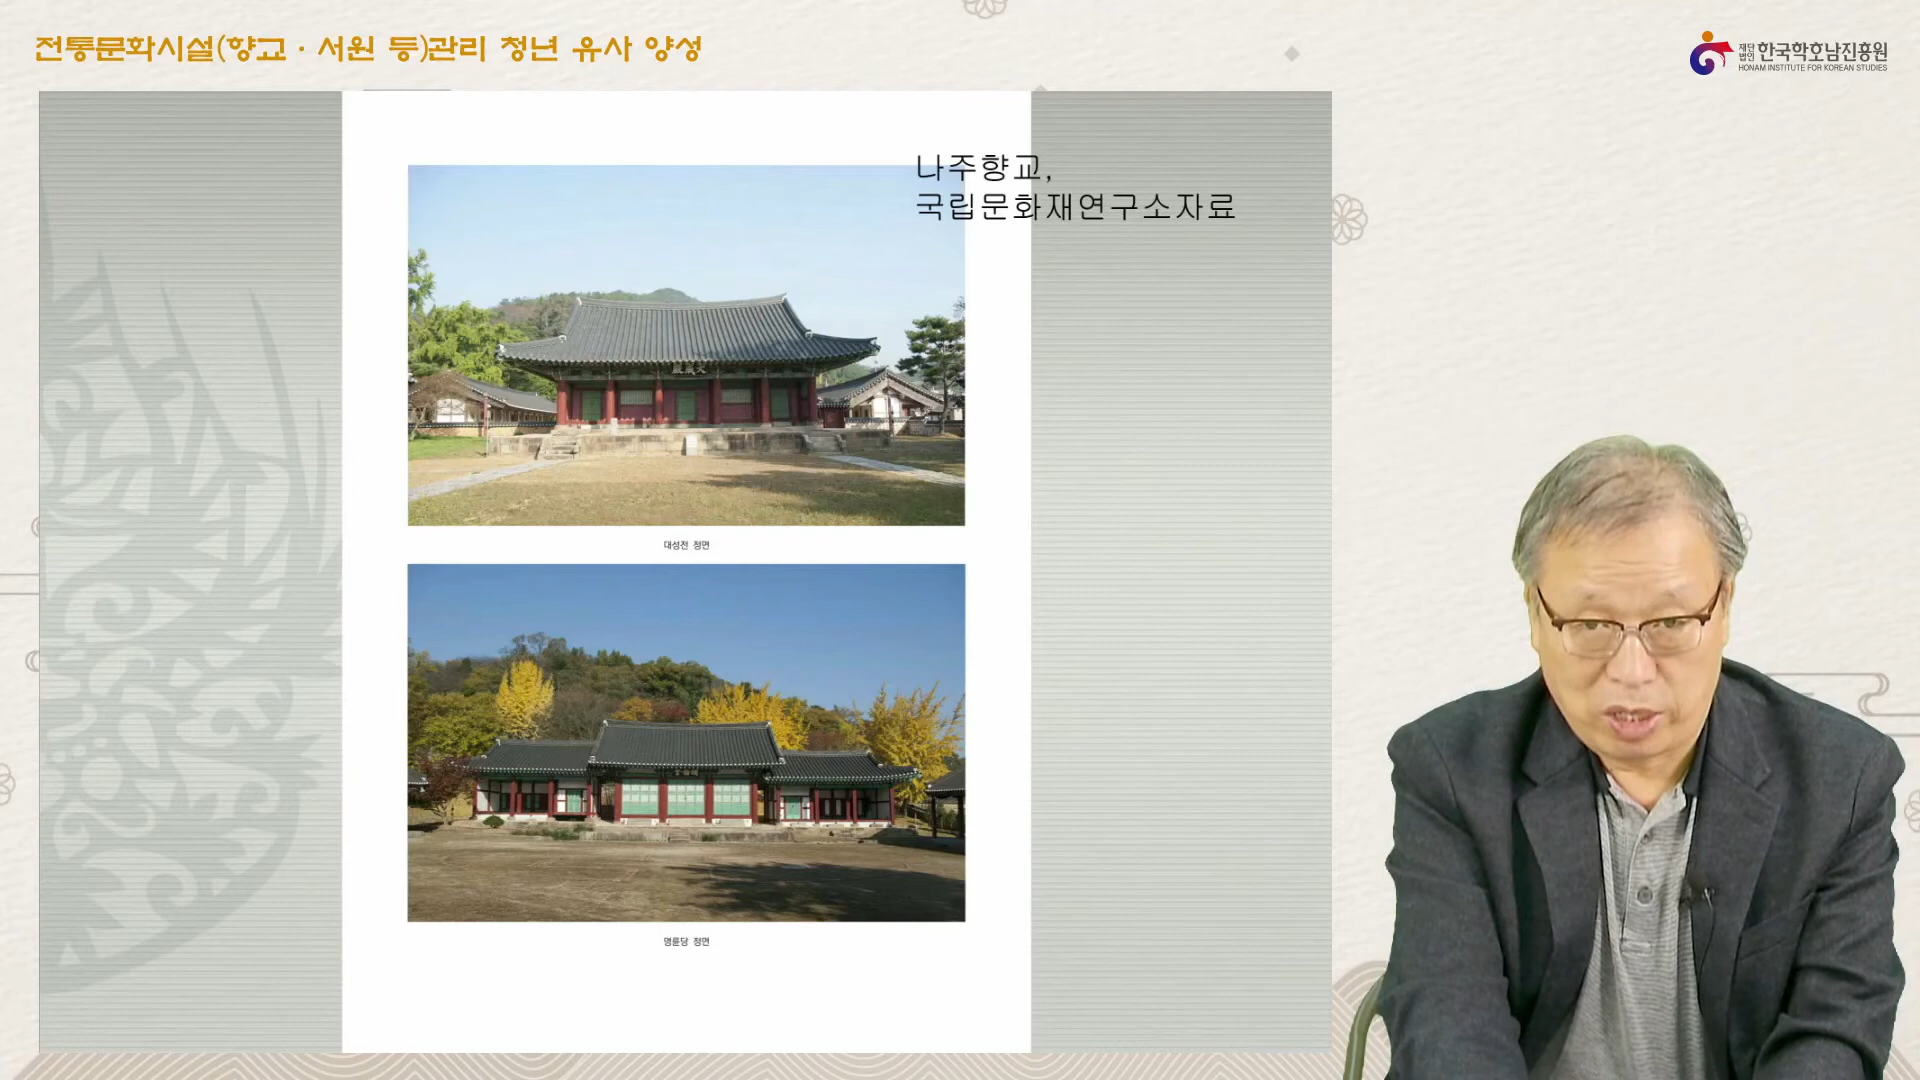 전통문화시설(향교 · 서원 등)관리 청년 유사 양성
재단법인 한국학호남진흥원
HONAM INSTITUTE FOR KOREAN STUDIES
나주향교,
국립문화재연구소자료
대성전 정면
명륜당 정면